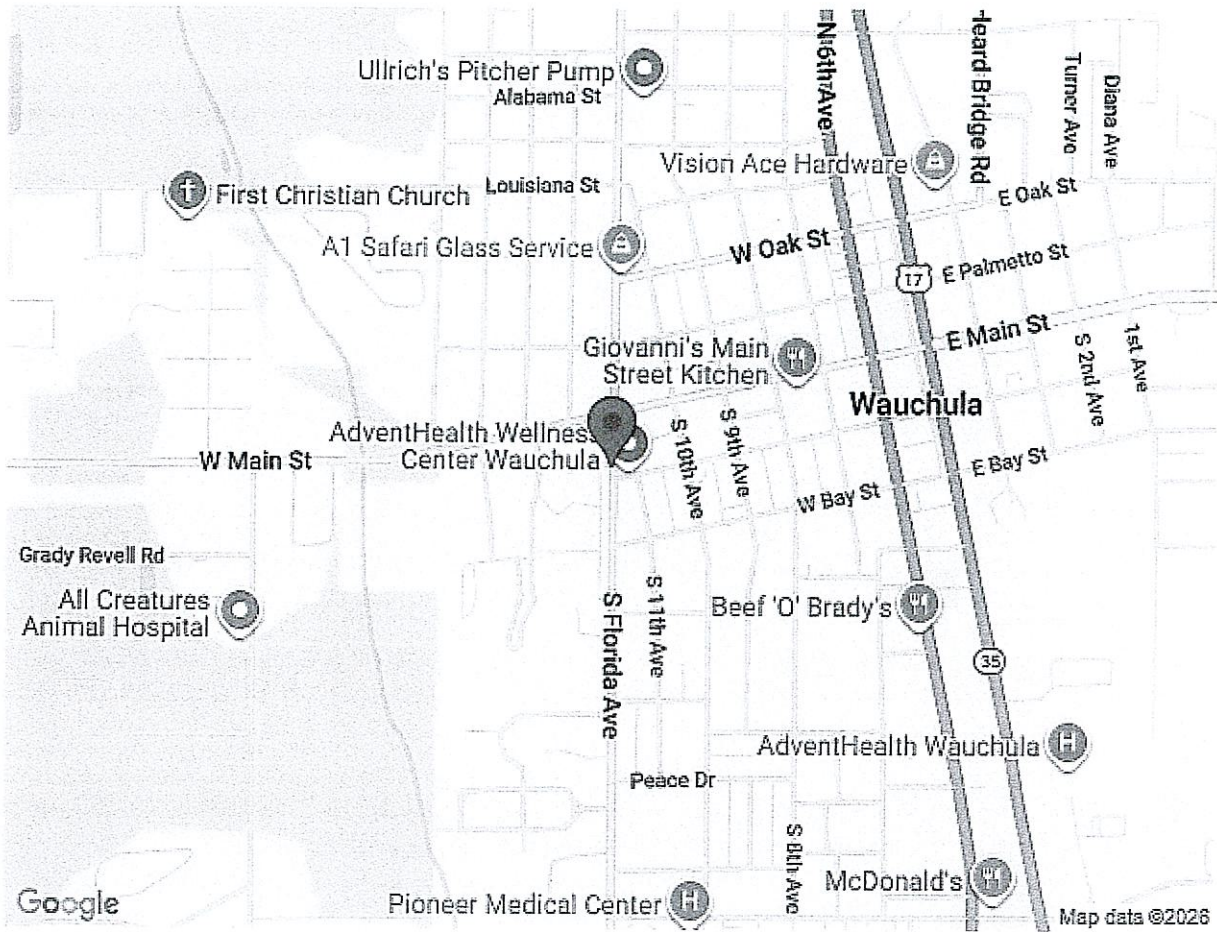 Ullrich's Pitcher Pump
Alabama St
N 6th Ave
Heard Bridge Rd
Turner Ave
Diana Ave
Vision Ace Hardware
First Christian Church
Louisiana St
E Oak St
A1 Safari Glass Service
W Oak St
17
E Palmetto St
Giovanni's Main
Street Kitchen
E Main St
S 2nd Ave
1st Ave
Wauchula
AdventHealth Wellness
Center Wauchula
W Main St
S 10th Ave
S 9th Ave
W Bay St
E Bay St
Grady Revell Rd
All Creatures
Animal Hospital
S Florida Ave
S 11th Ave
Beef 'O' Brady's
35
AdventHealth Wauchula
Peace Dr
S 8th Ave
McDonald's
Google
Pioneer Medical Center
Map data ©2026